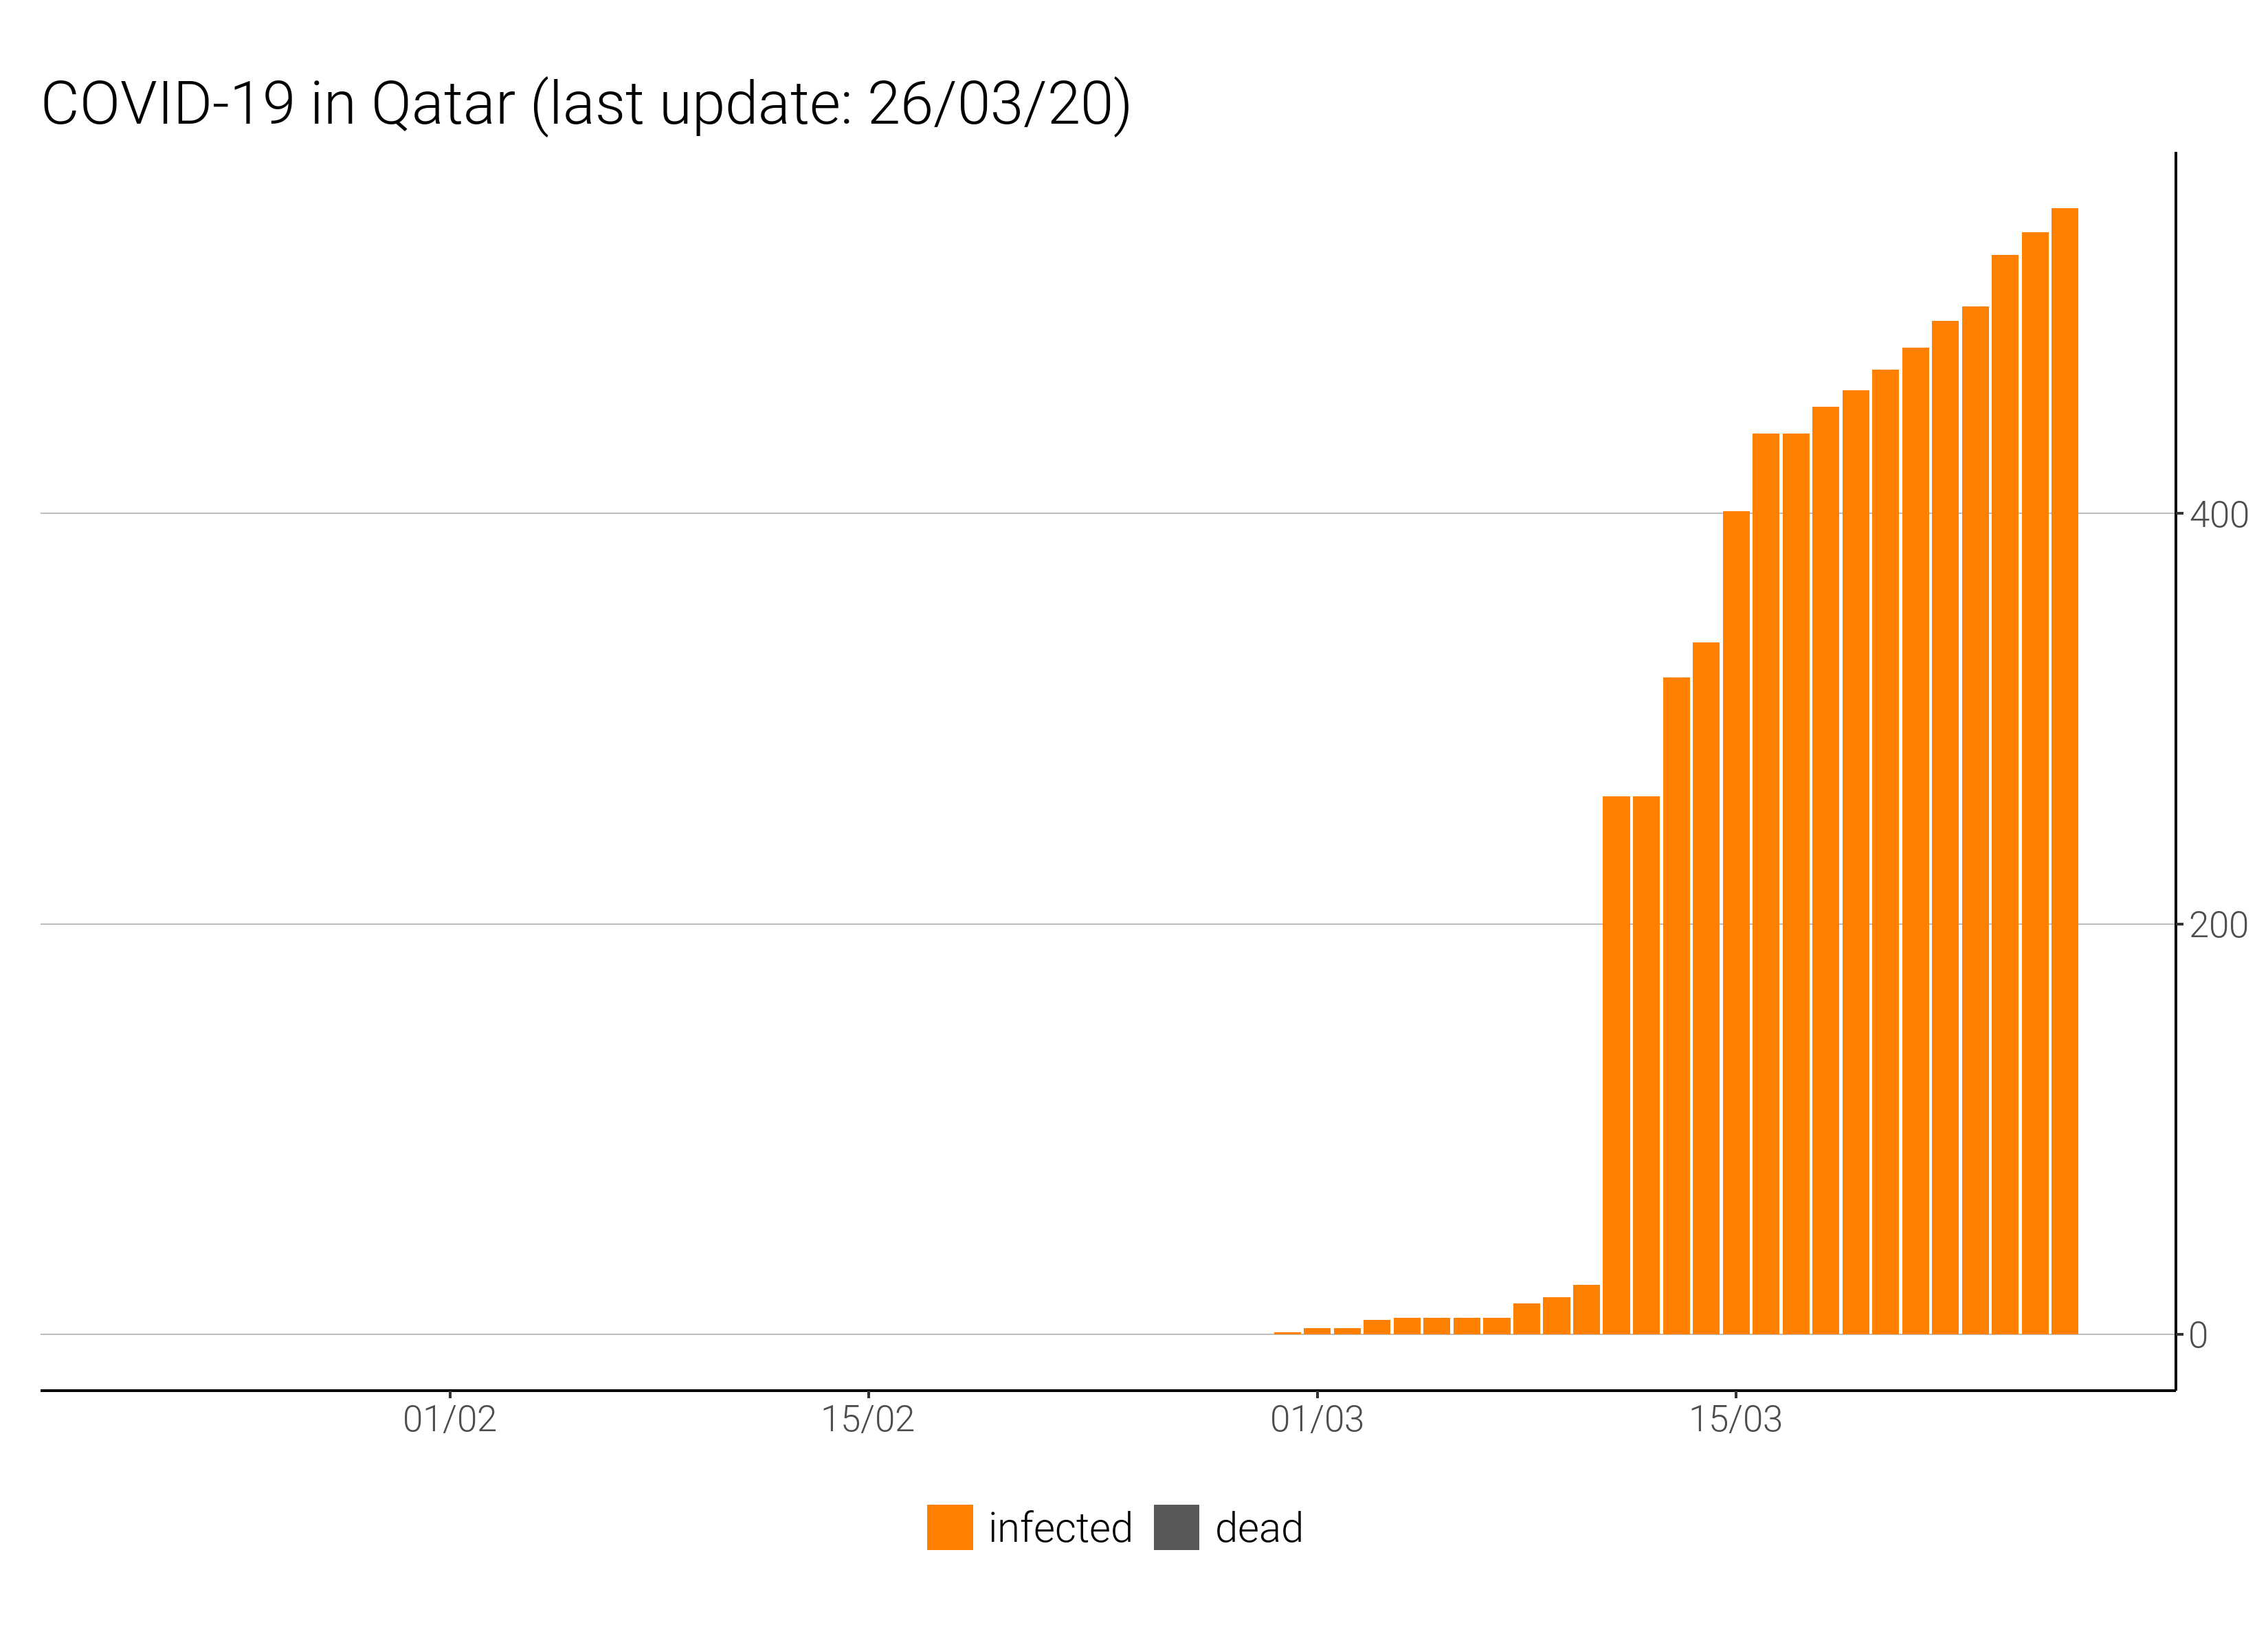 COVID-19 in Qatar (last update: 26/03/20)
400
200
0
01/02 15/02 01/03 15/03
infected dead